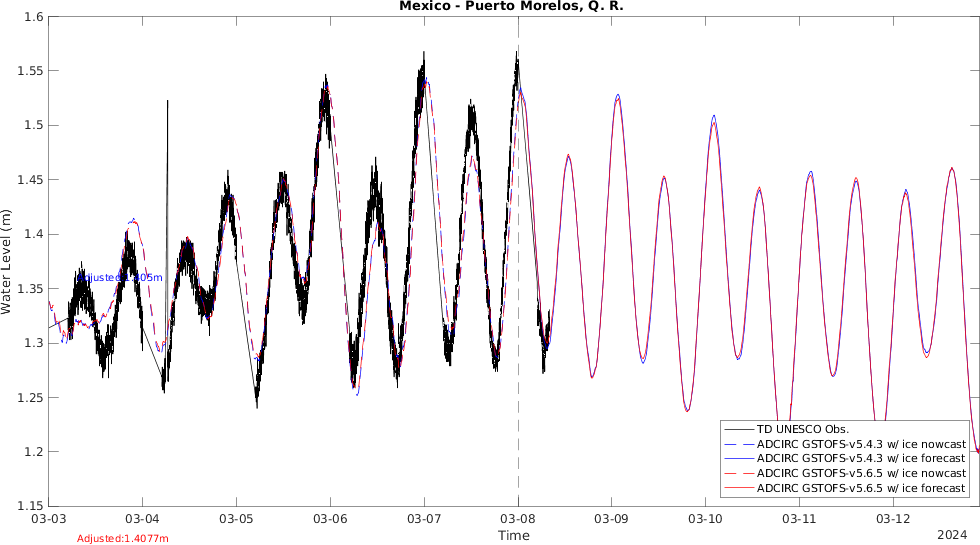 Mexico - Puerto Morelos, Q. R.
1.6
1.55
1.5
1.45
1.4
1.35
1.3
1.25
1.2
1.15
Water Level (m)
Adjusted:1.405m
TD UNESCO Obs.
ADCIRC GSTOFS-v5.4.3 w/ ice nowcast
ADCIRC GSTOFS-v5.4.3 w/ ice forecast
ADCIRC GSTOFS-v5.6.5 w/ ice nowcast
ADCIRC GSTOFS-v5.6.5 w/ ice forecast
03-03 03-04 03-05 03-06 03-07 03-08 03-09 03-10 03-11 03-12
Time
2024
Adjusted:1.4077m